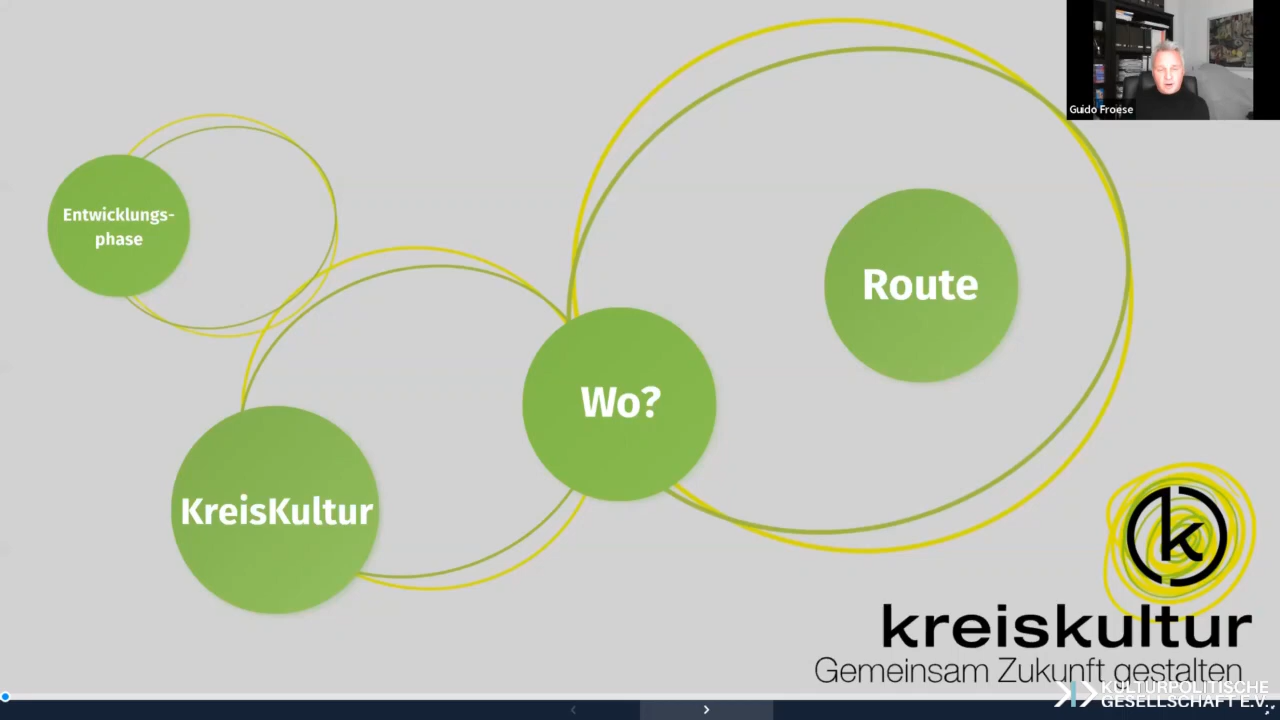 Guido Froese
Entwicklungs-
phase
Route
Wo?
KreisKultur
k
kreiskultur
Gemeinsam Zukunft gestalten
KULTURPOLITISCHE
GESELLSCHAFT E.V.